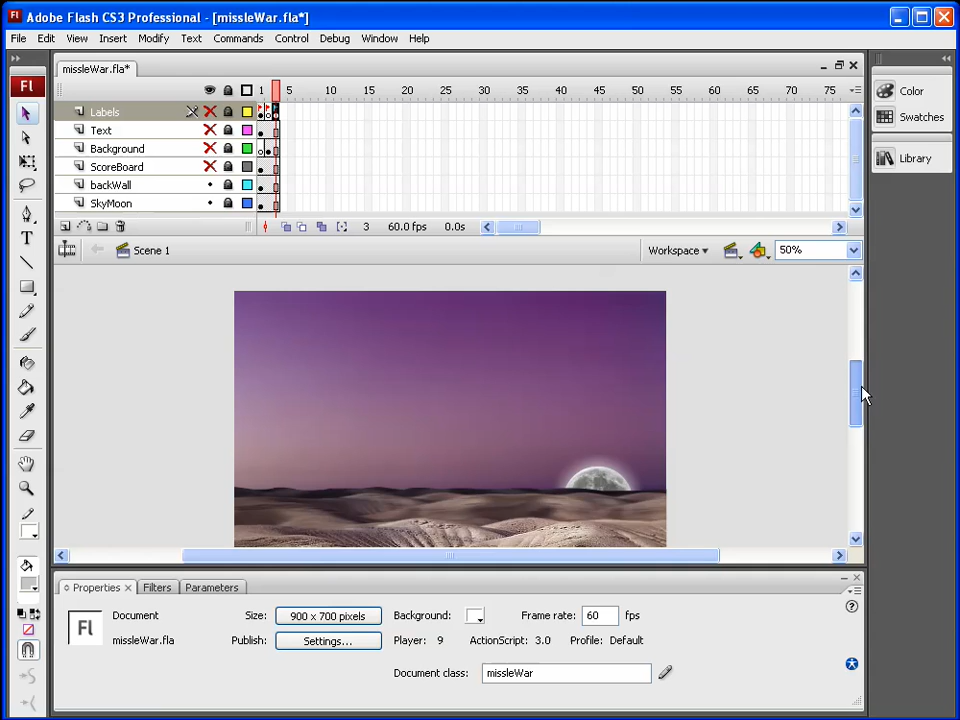 Adobe Flash CS3 Professional - [missleWar.fla*]
File Edit View Insert Modify Text Commands Control Debug Window Help
missleWar.fla*
Fl
1 5 10 15 20 25 30 35 40 45 50 55 60 65 70 75
Labels
Text
Background
ScoreBoard
backWall
SkyMoon
3 60.0 fps 0.0s
Scene 1
Workspace
50%
Color
Swatches
Library
Properties Filters Parameters
Fl
Document
missleWar.fla
Size: 900 x 700 pixels Background: Frame rate: 60 fps
Publish: Settings... Player: 9 ActionScript: 3.0 Profile: Default
Document class: missleWar